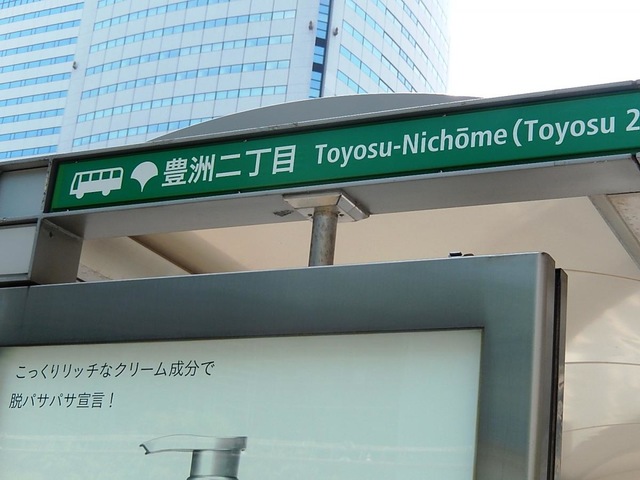 豊洲二丁目 Toyosu-Nichōme (Toyosu 2
こっくりリッチなクリーム成分で
脱パサパサ宣言！